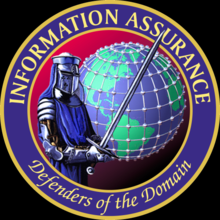 INFORMATION ASSURANCE
Defenders of the Domain